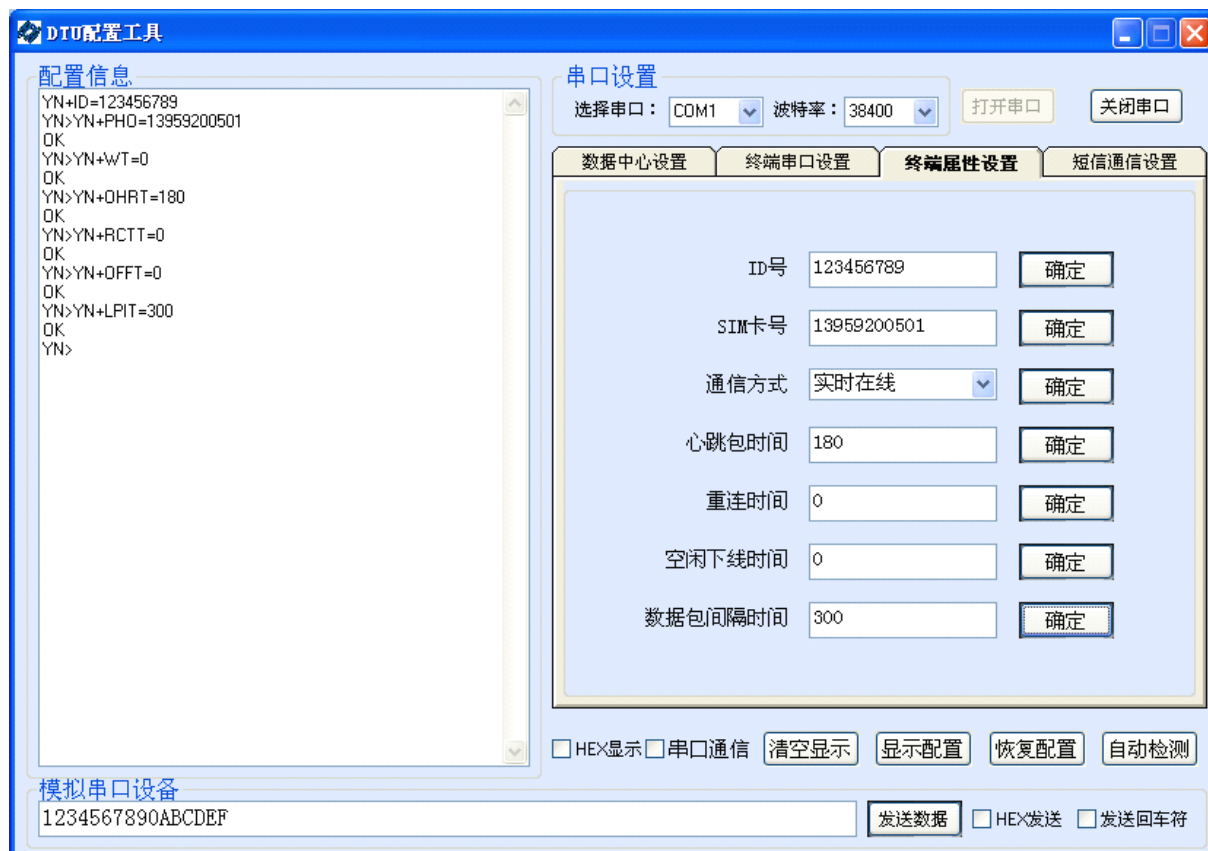 DTU配置工具
配置信息
YN+ID=123456789
YN>YN+PHO=13959200501
OK
YN>YN+WT=0
OK
YN>YN+OHRT=180
OK
YN>YN+RCTT=0
OK
YN>YN+OFFT=0
OK
YN>YN+LPIT=300
OK
YN>
串口设置
选择串口: COM1 波特率: 38400 打开串口 关闭串口
数据中心设置 终端串口设置 终端属性设置 短信通信设置
ID号 123456789 确定
SIM卡号 13959200501 确定
通信方式 实时在线 确定
心跳包时间 180 确定
重连时间 0 确定
空闲下线时间 0 确定
数据包间隔时间 300 确定
HEX显示 串口通信 清空显示 显示配置 恢复配置 自动检测
模拟串口设备
1234567890ABCDEF 发送数据 HEX发送 发送回车符